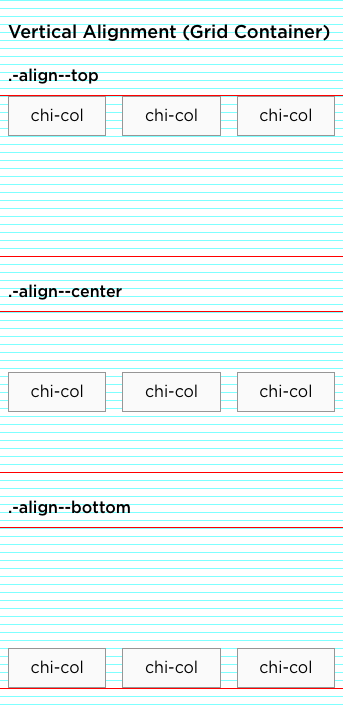 Vertical Alignment (Grid Container)
.-align--top
chi-col chi-col chi-col
.-align--center
chi-col chi-col chi-col
.-align--bottom
chi-col chi-col chi-col